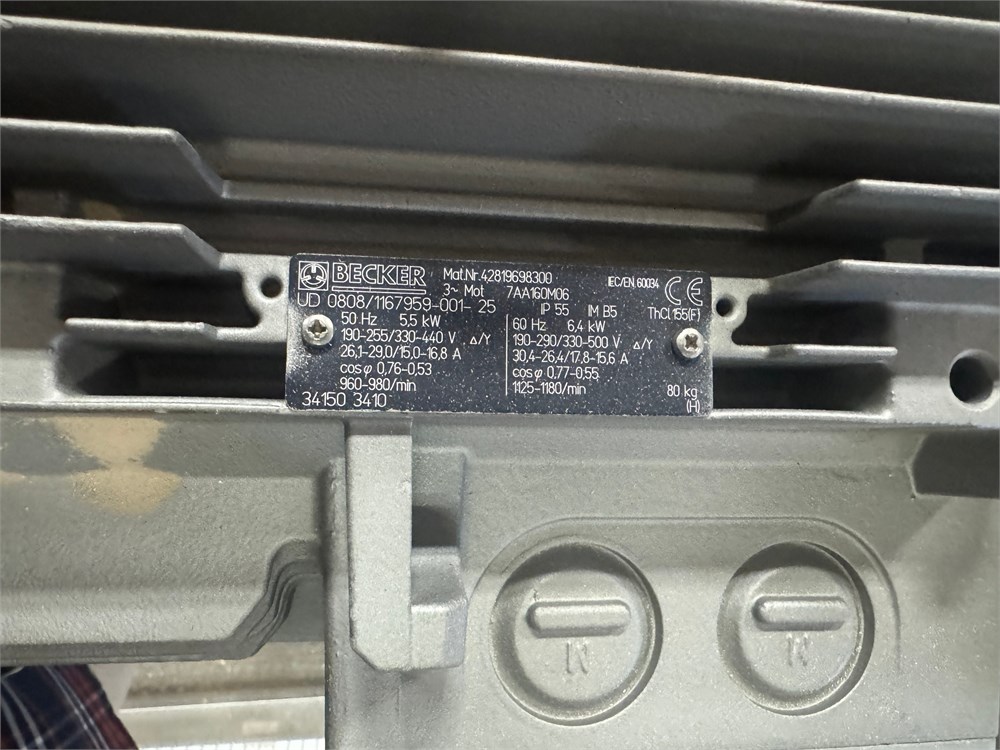 BECKER
Mat.Nr. 42819698300
IEC/EN 60034
CE
3~ Mot 7AA160M06
UD 0808/1167959-001-25
IP 55 IM B5
ThCl.155(F)
50 Hz 5,5 kW
190-255/330-440 V Δ/Y
26,1-29,0/15,0-16,8 A
cosφ 0,76-0,53
960-980/min
60 Hz 6,4 kW
190-290/330-500 V Δ/Y
30,4-26,4/17,8-15,6 A
cosφ 0,77-0,55
1125-1180/min
34150 3410
80 kg
(H)